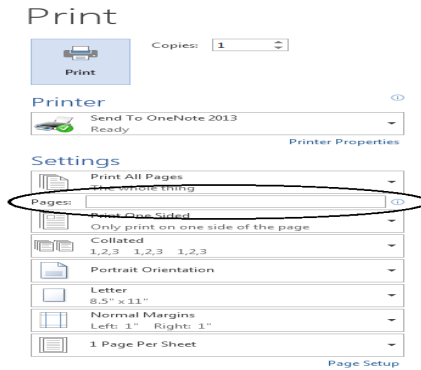 Print
Copies: 1
Print
Printer
Send To OneNote 2013
Ready
Printer Properties
Settings
Print All Pages
The whole thing
Pages:
Print One Sided
Only print on one side of the page
Collated
1,2,3 1,2,3 1,2,3
Portrait Orientation
Letter
8.5" x 11"
Normal Margins
Left: 1" Right: 1"
1 Page Per Sheet
Page Setup